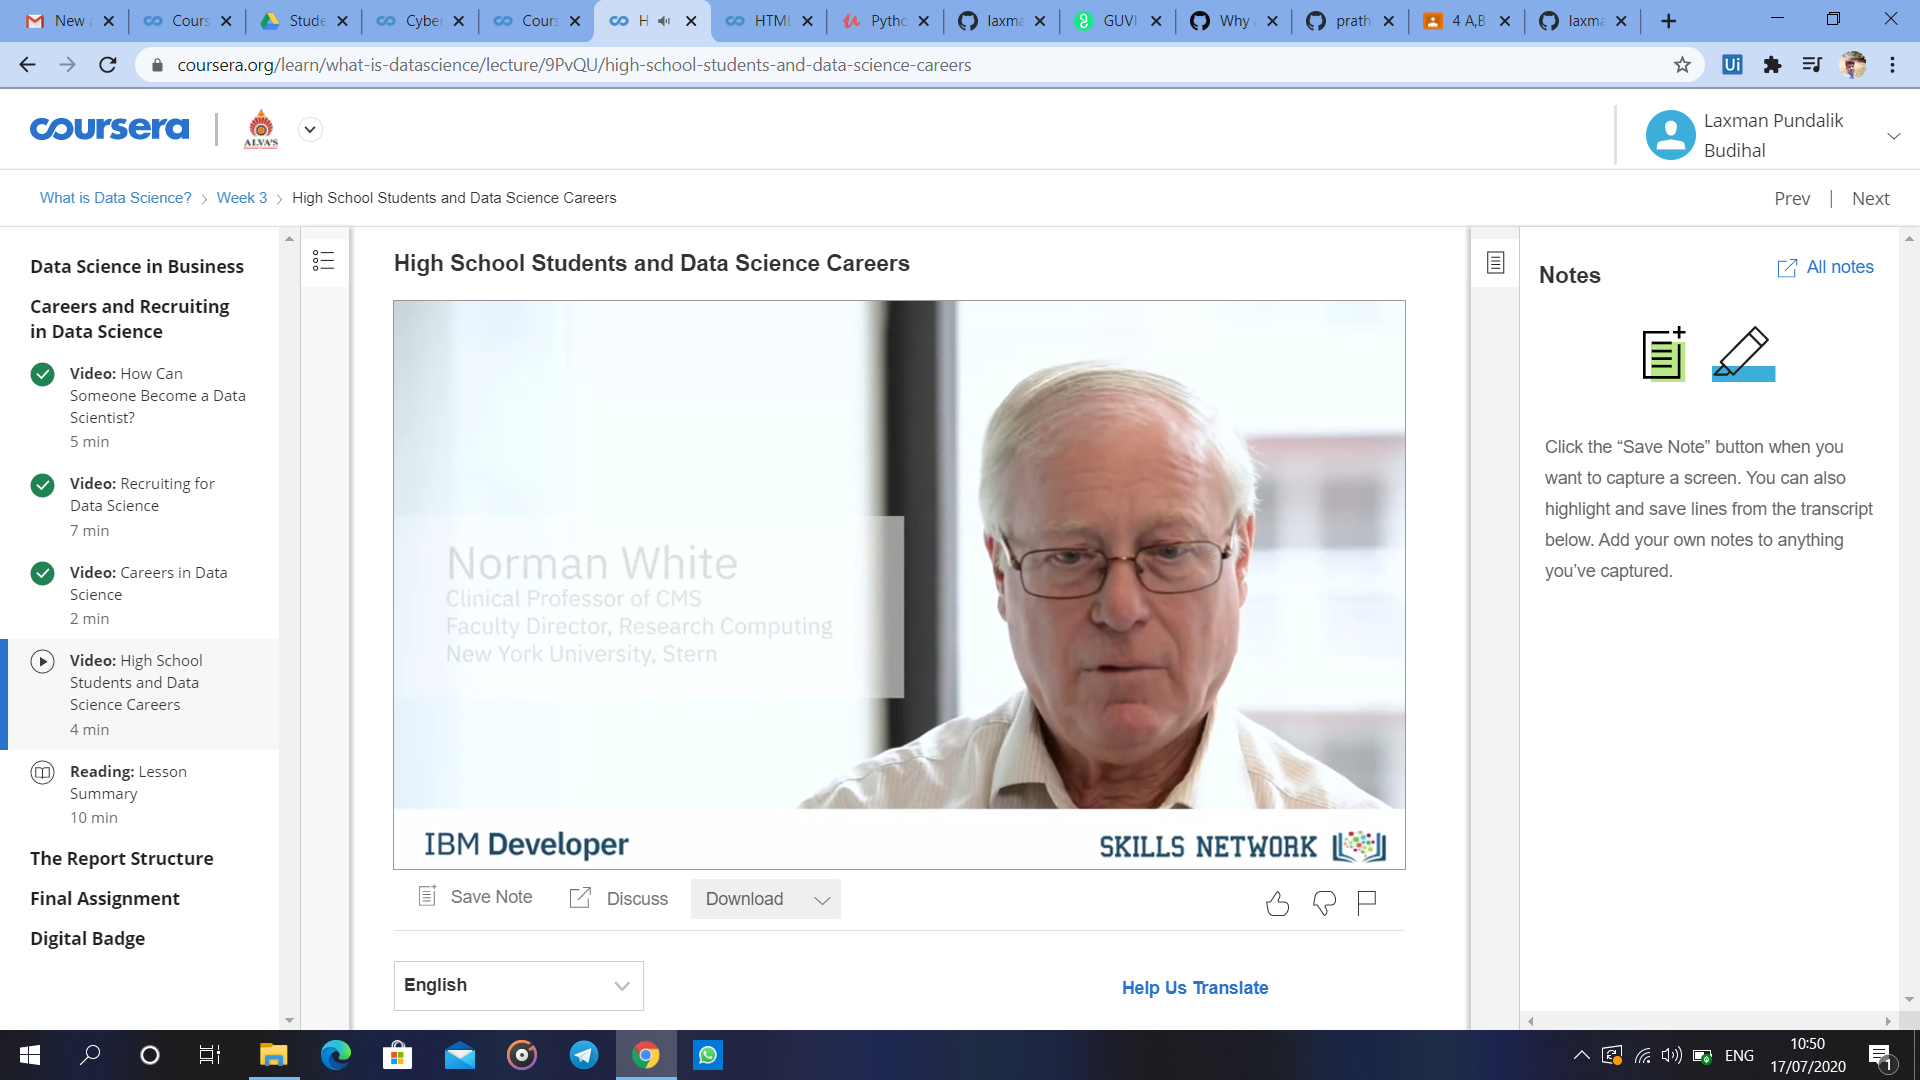 New a
Cours
Stude
Cyber
Cours
H
HTML
Pytho
laxma
GUVI
Why a
prath
4 A,B
laxma
coursera.org/learn/what-is-datascience/lecture/9PvQU/high-school-students-and-data-science-careers
Ui
coursera
ALVA'S
Laxman Pundalik
Budihal
What is Data Science? > Week 3 > High School Students and Data Science Careers
Prev | Next
Data Science in Business
Careers and Recruiting
in Data Science
Video: How Can
Someone Become a Data
Scientist?
5 min
Video: Recruiting for
Data Science
7 min
Video: Careers in Data
Science
2 min
Video: High School
Students and Data
Science Careers
4 min
Reading: Lesson
Summary
10 min
The Report Structure
Final Assignment
Digital Badge
High School Students and Data Science Careers
Norman White
Clinical Professor of CMS
Faculty Director, Research Computing
New York University, Stern
IBM Developer
SKILLS NETWORK
Save Note
Discuss
Download
English
Help Us Translate
Notes
All notes
Click the “Save Note” button when you
want to capture a screen. You can also
highlight and save lines from the transcript
below. Add your own notes to anything
you’ve captured.
ENG
10:50
17/07/2020
1